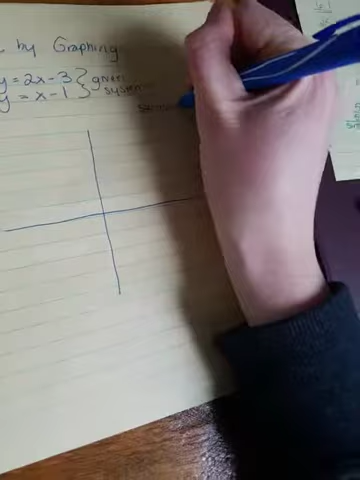 by Graphing
y = 2x - 3 } given
y = x - 1 } system